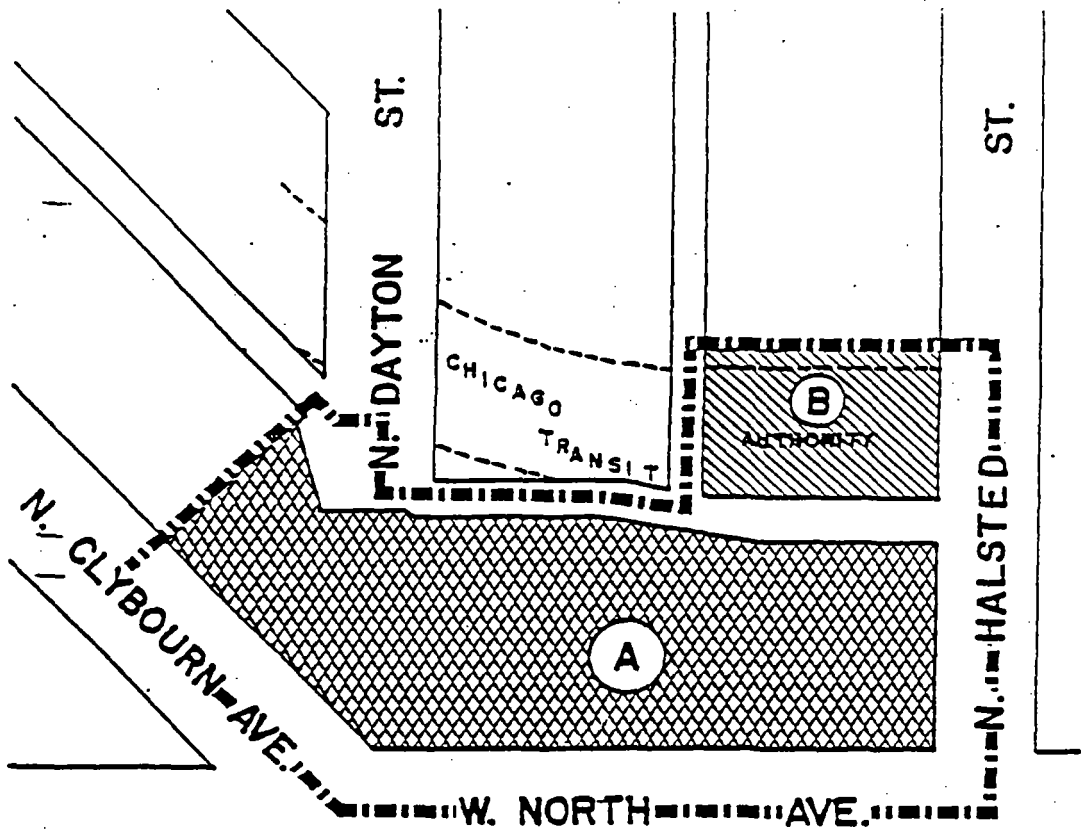 N. DAYTON ST.
ST.
CHICAGO
TRANSIT
B
AUTHORITY
N. HALSTED
N. CLYBOURN AVE.
A
W. NORTH AVE.